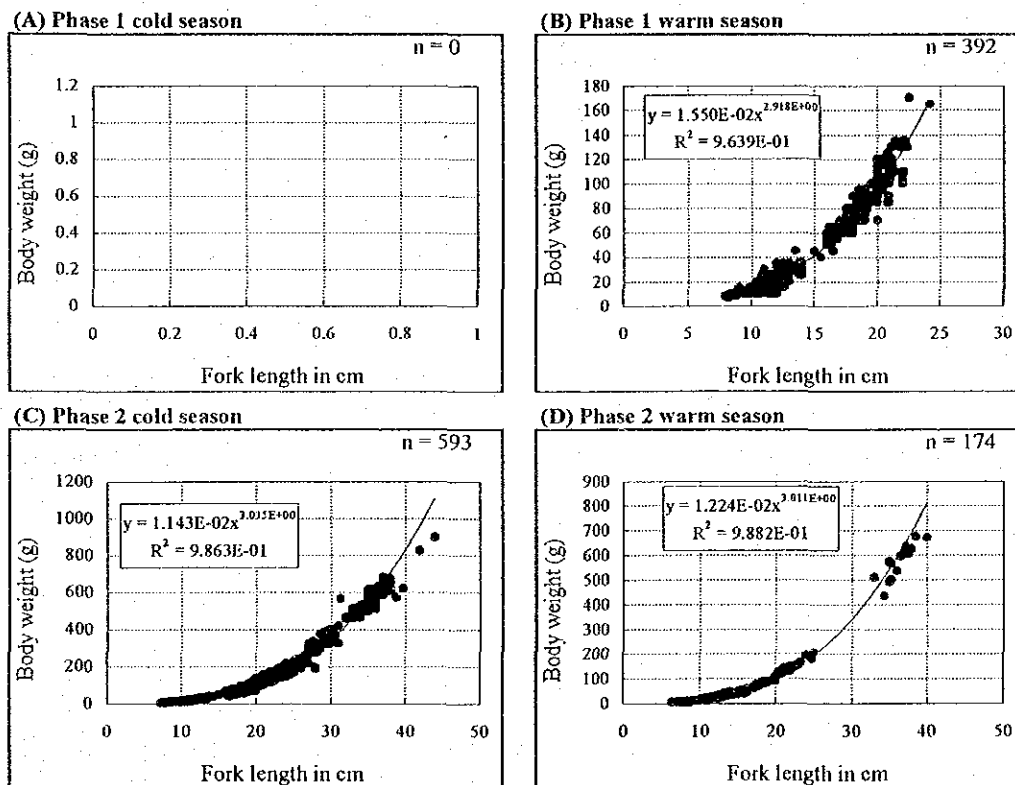 (A) Phase 1 cold season
n = 0
1.2
1
0.8
0.6
0.4
0.2
0
Body weight (g)
0 0.2 0.4 0.6 0.8 1
Fork length in cm
(B) Phase 1 warm season
n = 392
180
160
140
120
100
80
60
40
20
0
Body weight (g)
y = 1.550E-02x^2.918E+00
R² = 9.639E-01
0 5 10 15 20 25 30
Fork length in cm
(C) Phase 2 cold season
n = 593
1200
1000
800
600
400
200
0
Body weight (g)
y = 1.143E-02x^3.035E+00
R² = 9.863E-01
0 10 20 30 40 50
Fork length in cm
(D) Phase 2 warm season
n = 174
900
800
700
600
500
400
300
200
100
0
Body weight (g)
y = 1.224E-02x^3.011E+00
R² = 9.882E-01
0 10 20 30 40 50
Fork length in cm